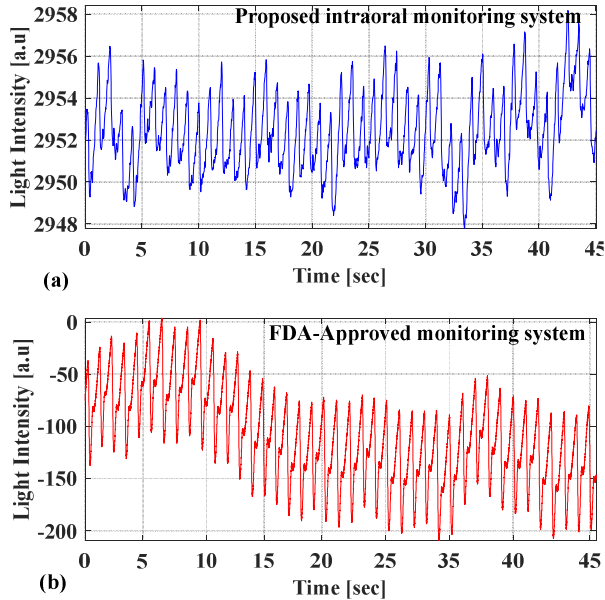 Proposed intraoral monitoring system
Light Intensity [a.u]
2958
2956
2954
2952
2950
2948
0 5 10 15 20 25 30 35 40 45
Time [sec]
(a)
FDA-Approved monitoring system
Light Intensity [a.u]
0
-50
-100
-150
-200
0 5 10 15 20 25 30 35 40 45
Time [sec]
(b)